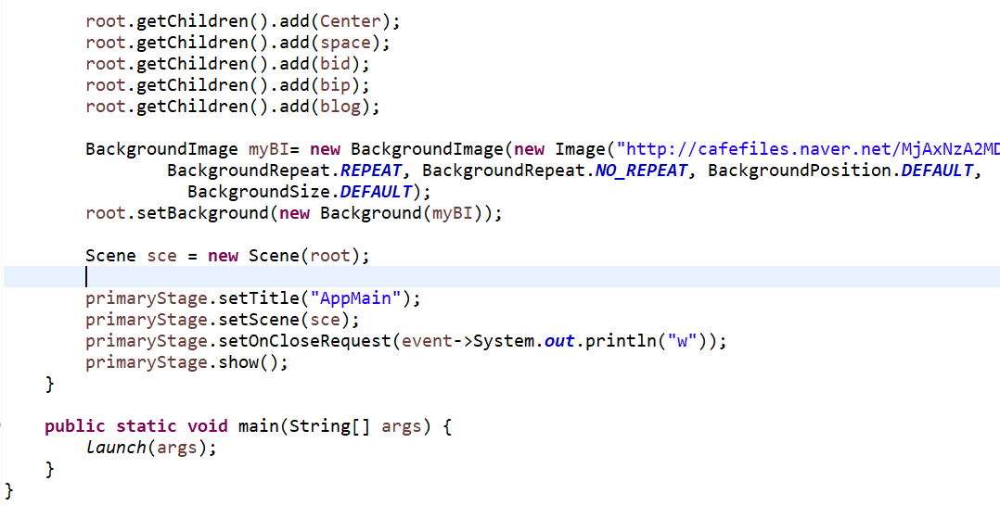 root.getChildren().add(Center);
root.getChildren().add(space);
root.getChildren().add(bid);
root.getChildren().add(bip);
root.getChildren().add(blog);
BackgroundImage myBI= new BackgroundImage(new Image("http://cafefiles.naver.net/MjAxNzA2MD
BackgroundRepeat.REPEAT, BackgroundRepeat.NO_REPEAT, BackgroundPosition.DEFAULT,
BackgroundSize.DEFAULT);
root.setBackground(new Background(myBI));
Scene sce = new Scene(root);
primaryStage.setTitle("AppMain");
primaryStage.setScene(sce);
primaryStage.setOnCloseRequest(event->System.out.println("w"));
primaryStage.show();
}
public static void main(String[] args) {
launch(args);
}
}